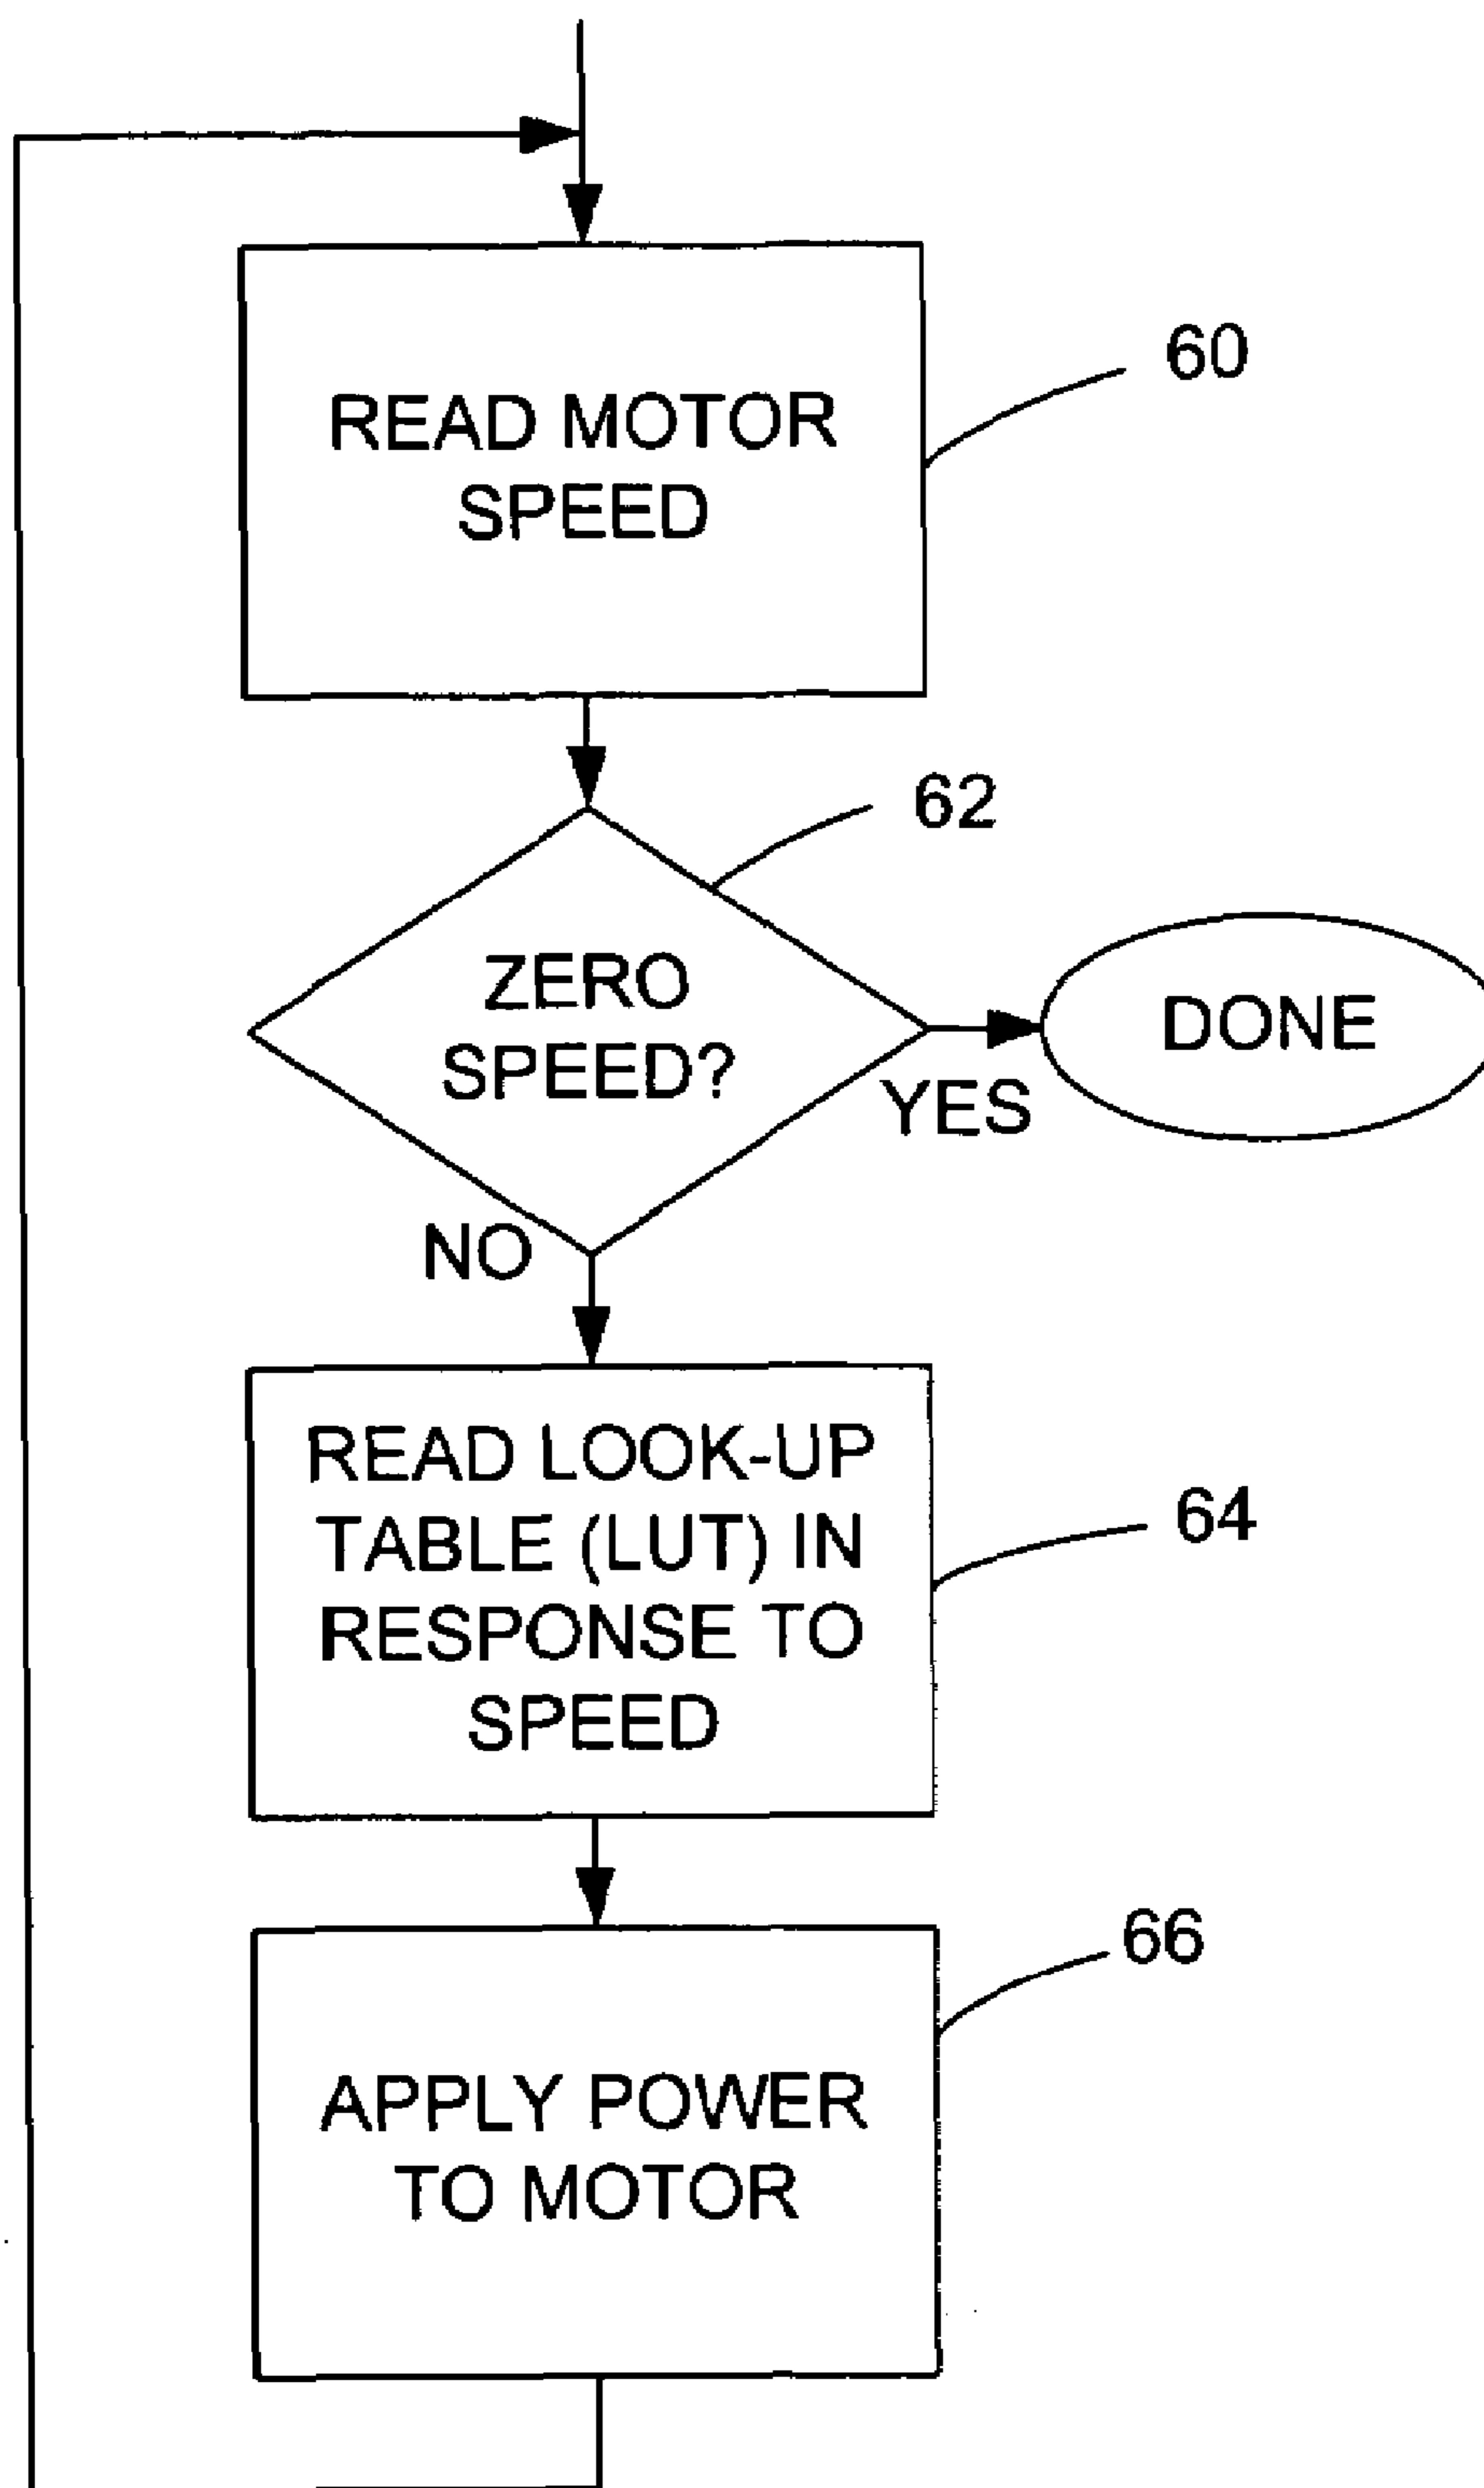 READ MOTOR
SPEED
60
62
ZERO
SPEED?
YES
DONE
NO
READ LOOK-UP
TABLE (LUT) IN
RESPONSE TO
SPEED
64
66
APPLY POWER
TO MOTOR